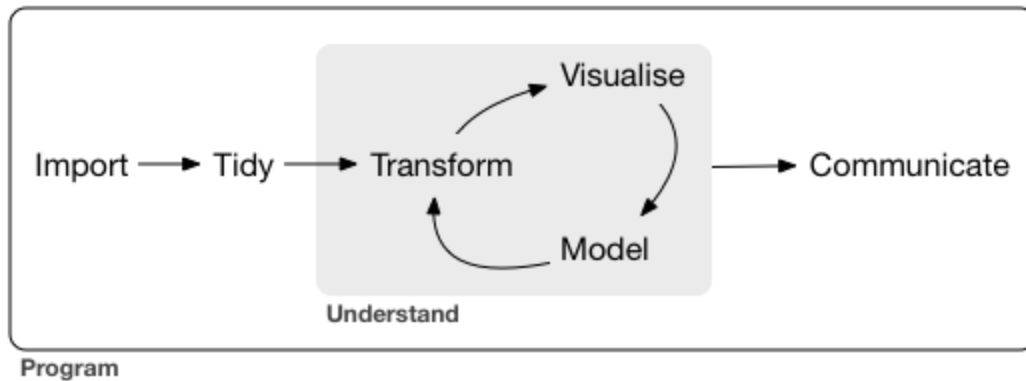 Visualise
Import Tidy Transform Communicate
Model
Understand
Program